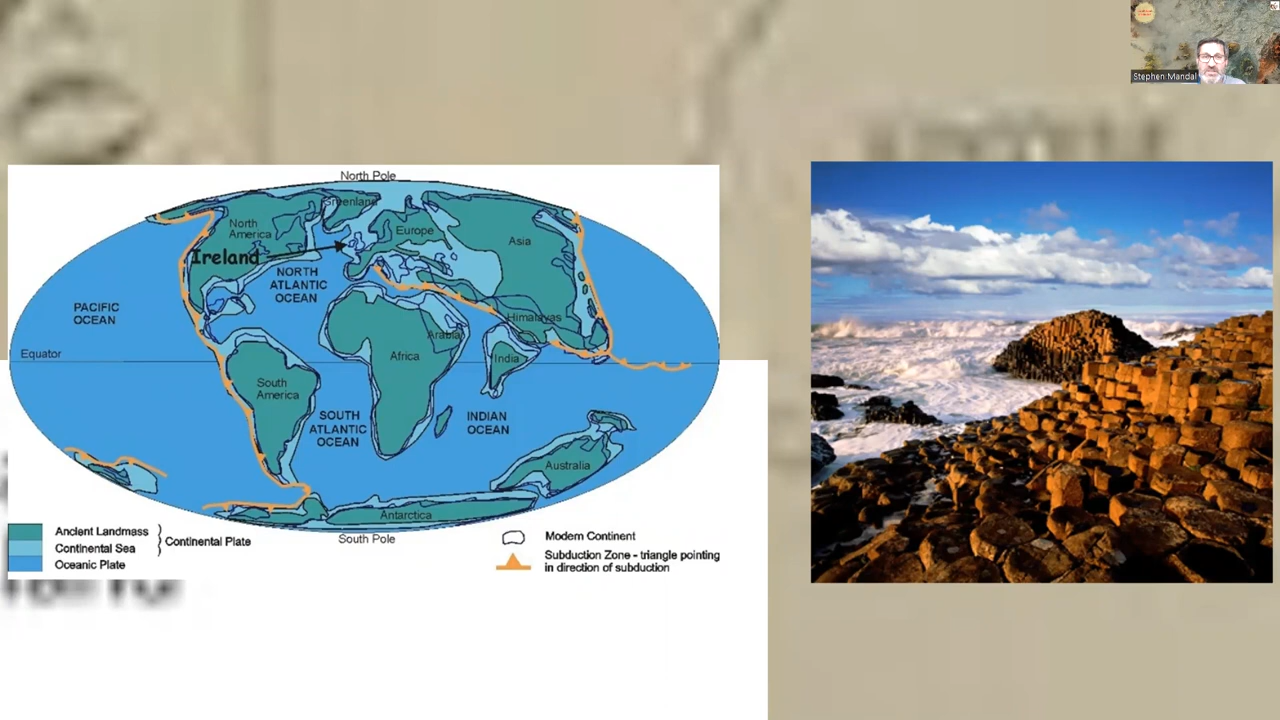 Stephen Mandal
North Pole
Greenland
North
America
Europe
Asia
Ireland
NORTH
ATLANTIC
OCEAN
PACIFIC
OCEAN
Himalayas
Arabia
Equator
Africa
India
South
America
SOUTH
ATLANTIC
OCEAN
INDIAN
OCEAN
Australia
Antarctica
South Pole
Ancient Landmass
Continental Sea
Oceanic Plate
Continental Plate
Modern Continent
Subduction Zone - triangle pointing
in direction of subduction